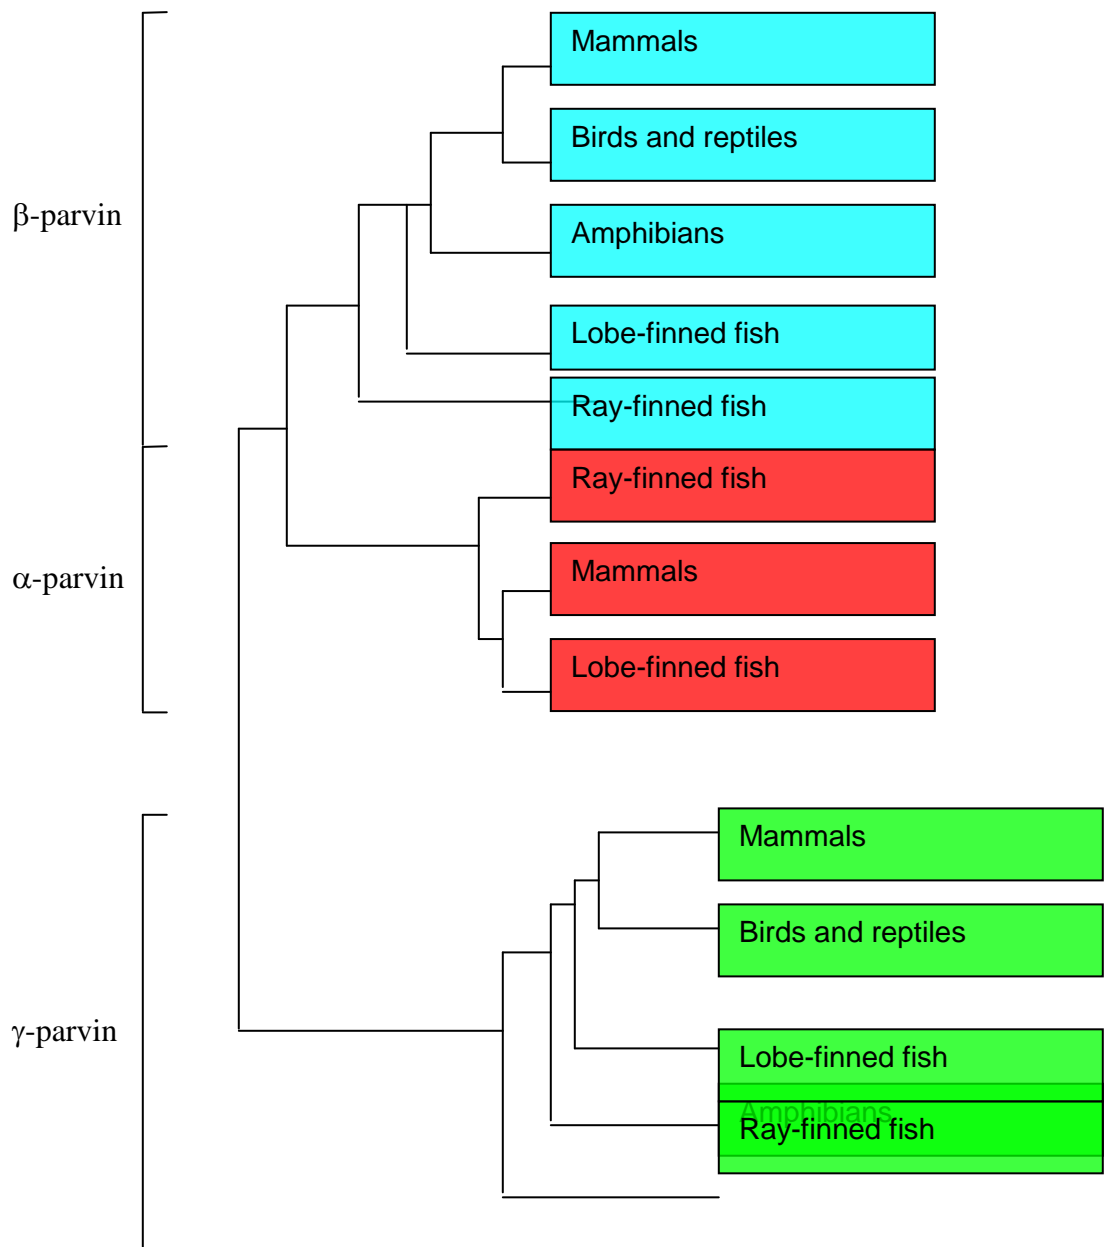 Mammals
Birds and reptiles
β-parvin
Amphibians
Lobe-finned fish
Ray-finned fish
Ray-finned fish
α-parvin
Mammals
Lobe-finned fish
Mammals
Birds and reptiles
γ-parvin
Lobe-finned fish
Amphibians
Ray-finned fish